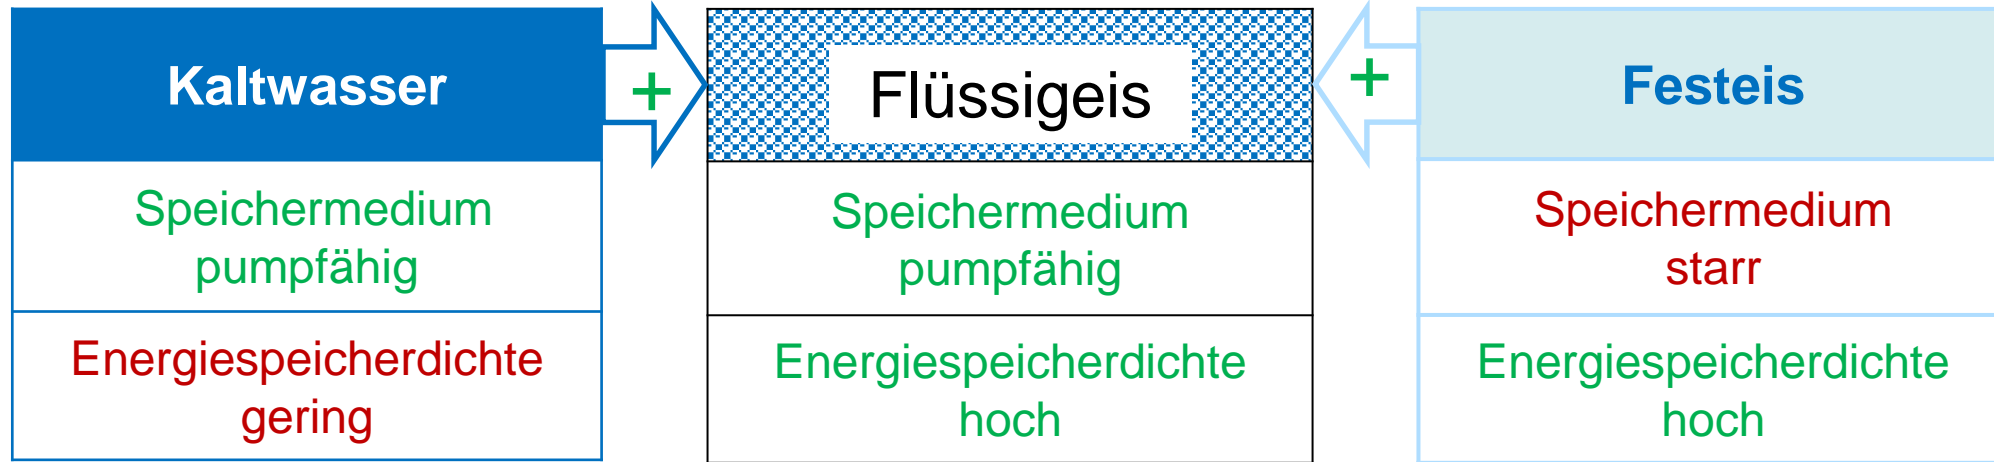 Kaltwasser
+
Flüssigeis
+
Festeis
Speichermedium
pumpfähig
Speichermedium
pumpfähig
Speichermedium
starr
Energiespeicherdichte
gering
Energiespeicherdichte
hoch
Energiespeicherdichte
hoch